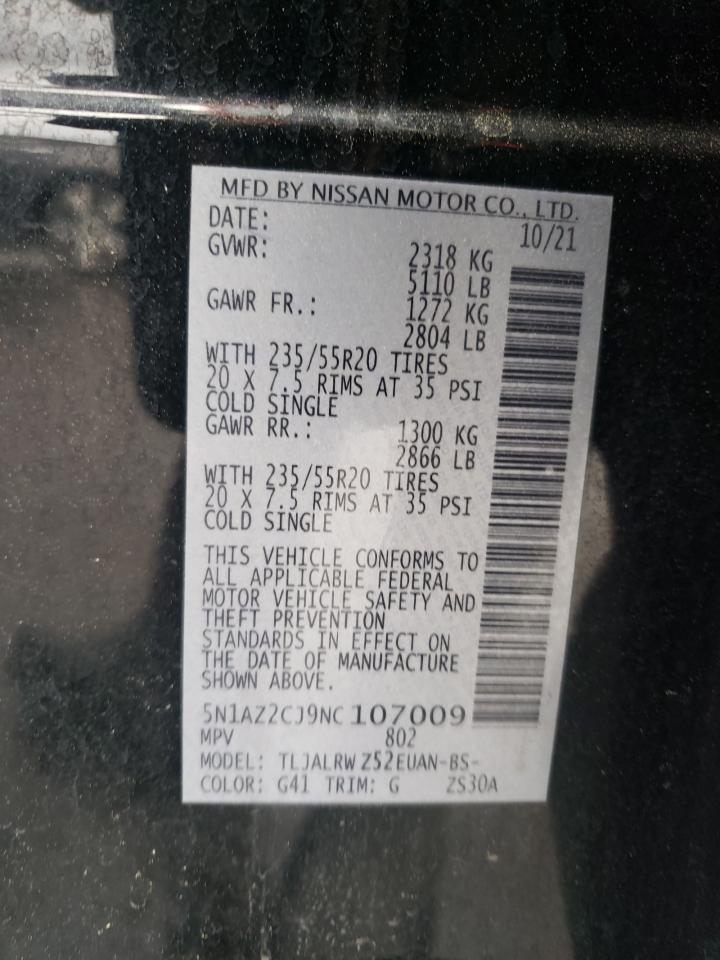 MFD BY NISSAN MOTOR CO., LTD.
DATE: 10/21
GVWR: 2318 KG
5110 LB
GAWR FR.: 1272 KG
2804 LB
WITH 235/55R20 TIRES
20 X 7.5 RIMS AT 35 PSI
COLD SINGLE
GAWR RR.: 1300 KG
2866 LB
WITH 235/55R20 TIRES
20 X 7.5 RIMS AT 35 PSI
COLD SINGLE
THIS VEHICLE CONFORMS TO
ALL APPLICABLE FEDERAL
MOTOR VEHICLE SAFETY AND
THEFT PREVENTION
STANDARDS IN EFFECT ON
THE DATE OF MANUFACTURE
SHOWN ABOVE.
5N1AZ2CJ9NC107009
MPV 802
MODEL: TLJALRWZ52EUAN-BS-
COLOR: G41 TRIM: G ZS30A